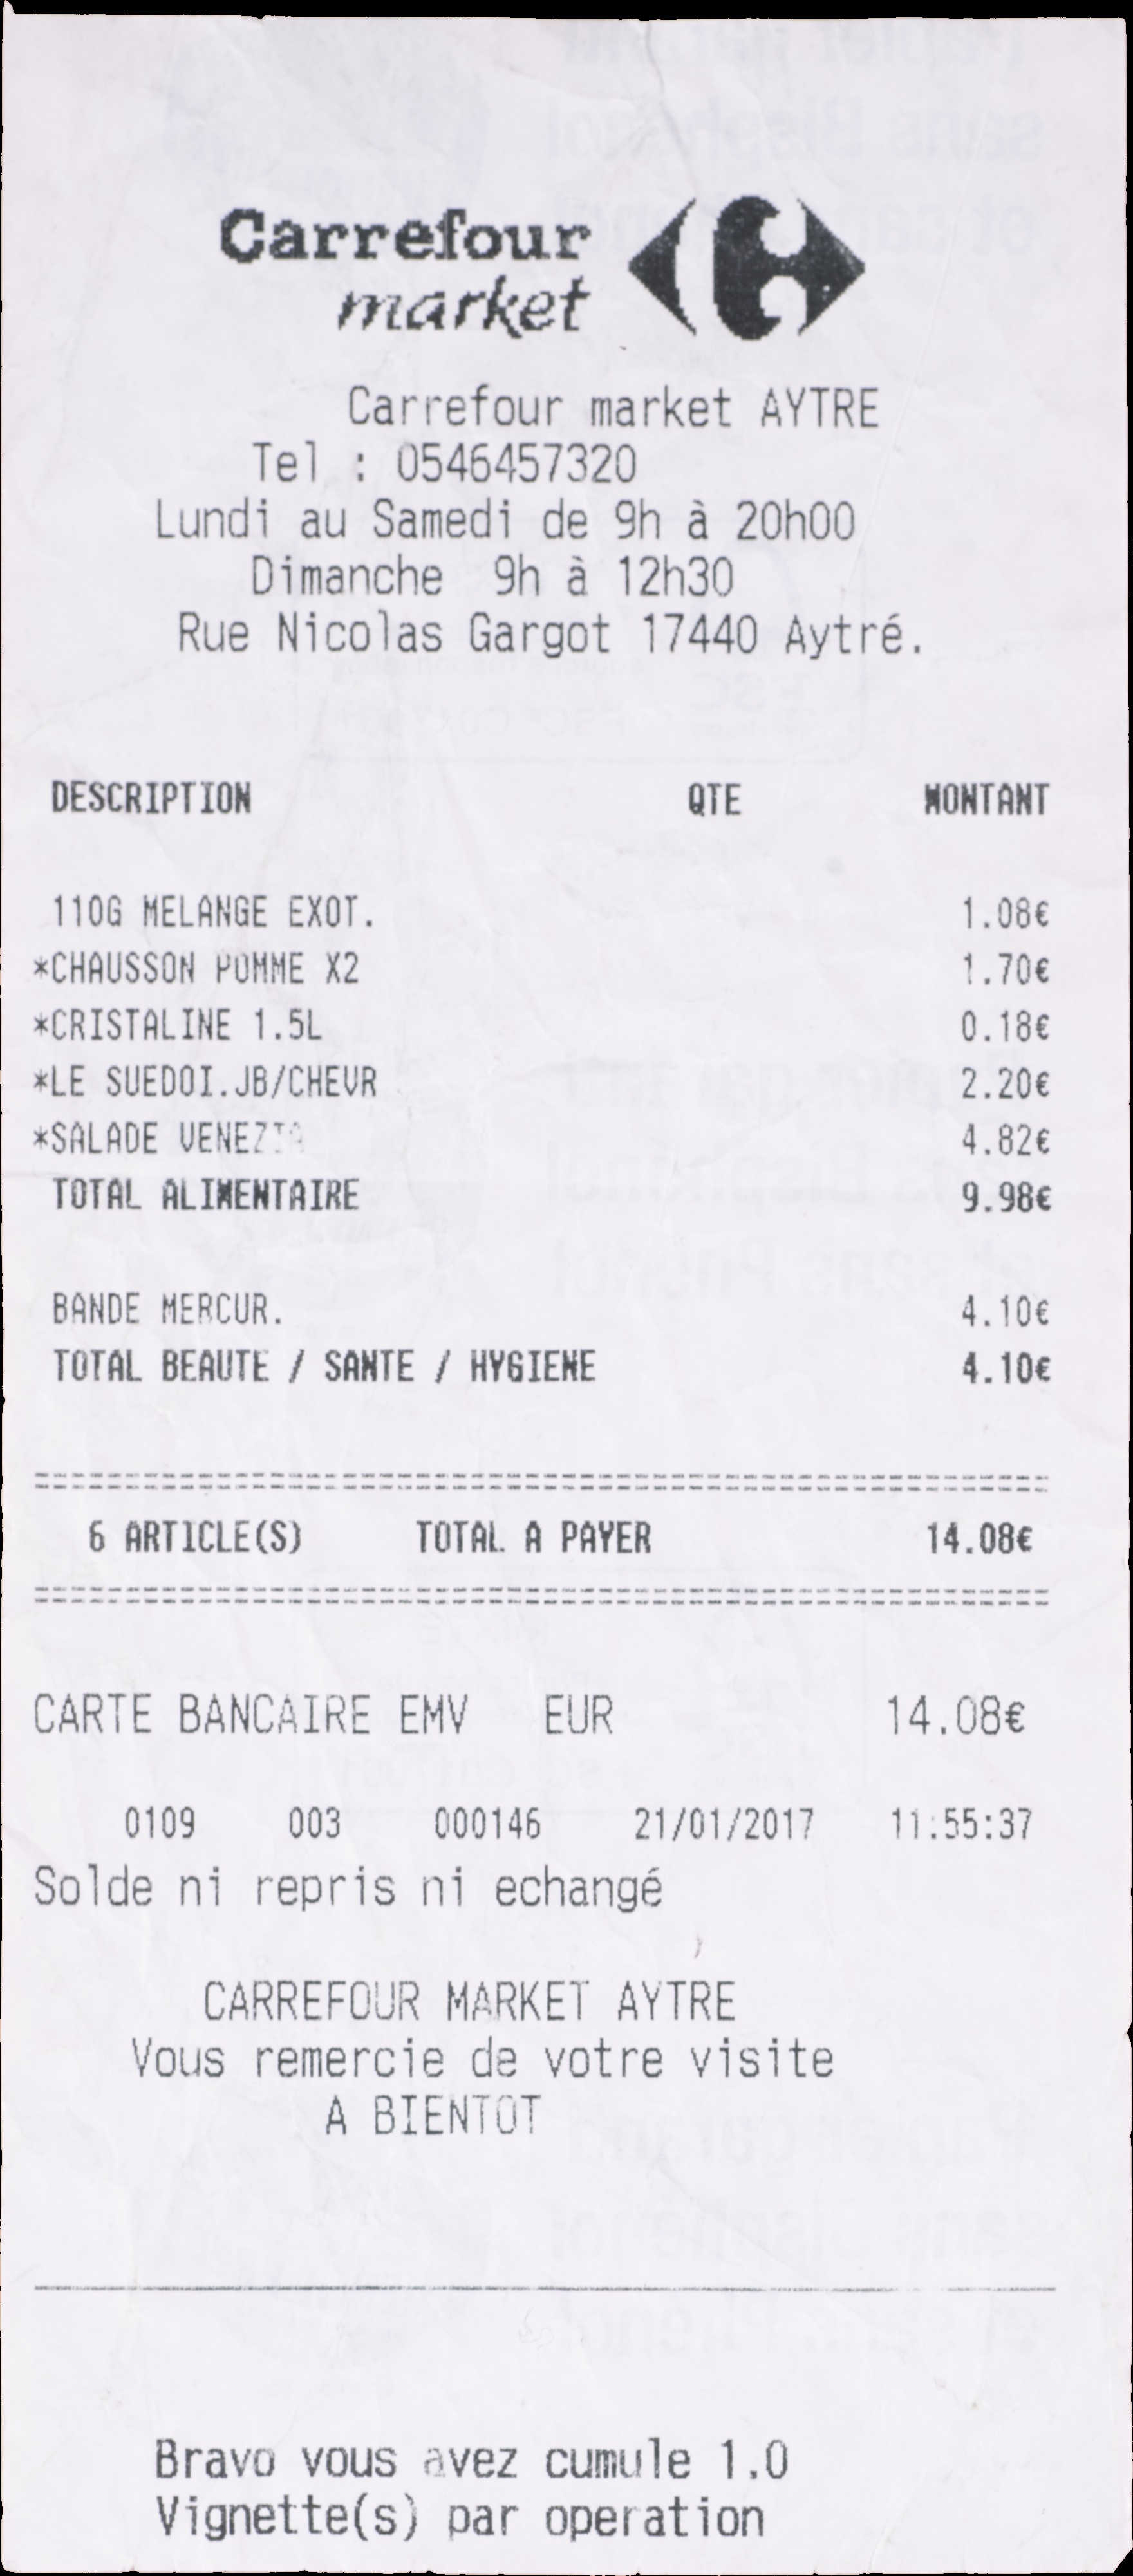 Carrefour
market
Carrefour market AYTRE
Tel : 0546457320
Lundi au Samedi de 9h à 20h00
Dimanche 9h à 12h30
Rue Nicolas Gargot 17440 Aytré.
DESCRIPTION QTE MONTANT
110G MELANGE EXOT. 1.08€
*CHAUSSON POMME X2 1.70€
*CRISTALINE 1.5L 0.18€
*LE SUEDOI.JB/CHEVR 2.20€
*SALADE VENEZIA 4.82€
TOTAL ALIMENTAIRE 9.98€
BANDE MERCUR. 4.10€
TOTAL BEAUTE / SANTE / HYGIENE 4.10€
6 ARTICLE(S) TOTAL A PAYER 14.08€
CARTE BANCAIRE EMV EUR 14.08€
0109 003 000146 21/01/2017 11:55:37
Solde ni repris ni echangé
CARREFOUR MARKET AYTRE
Vous remercie de votre visite
A BIENTOT
Bravo vous avez cumule 1.0
Vignette(s) par operation